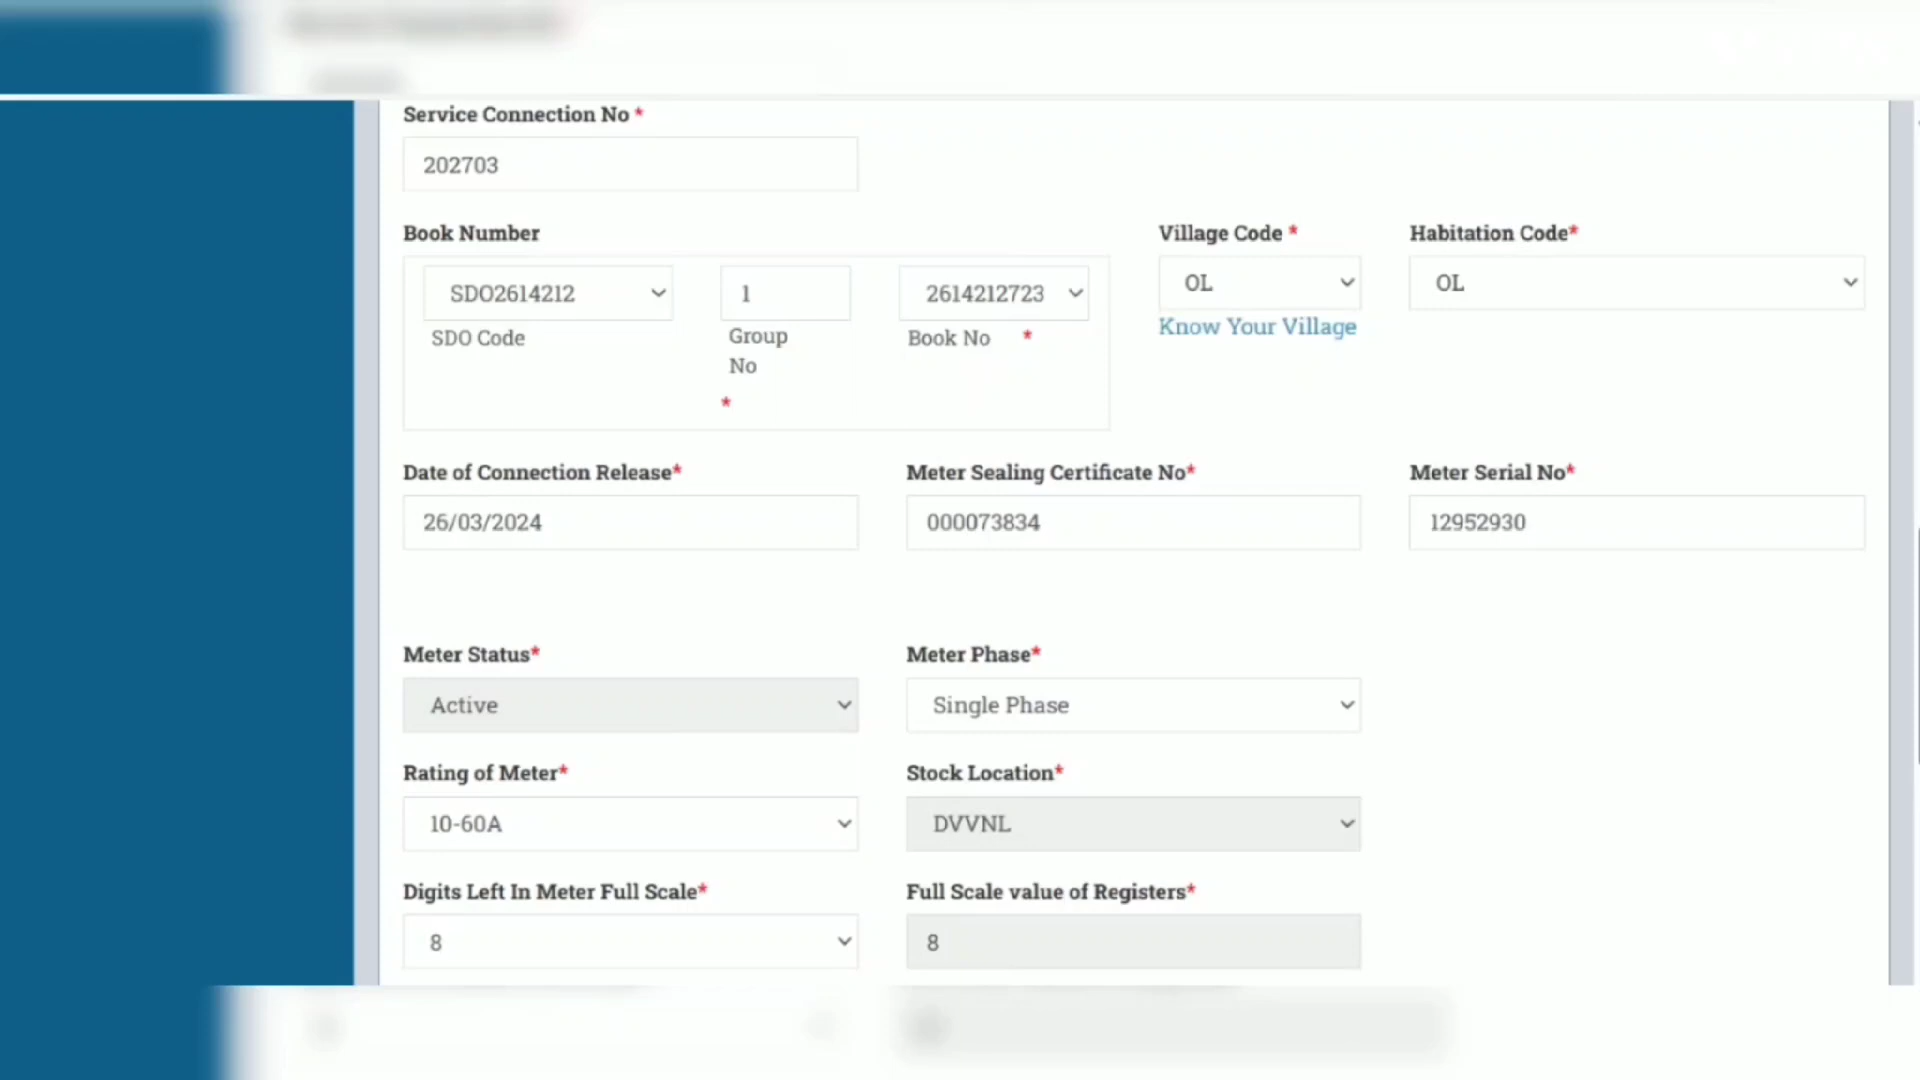 Service Connection No *
202703
Book Number
Village Code *
Habitation Code*
SDO2614212
1
2614212723
OL
OL
SDO Code
Group
No
*
Book No *
Know Your Village
Date of Connection Release*
Meter Sealing Certificate No*
Meter Serial No*
26/03/2024
000073834
12952930
Meter Status*
Meter Phase*
Active
Single Phase
Rating of Meter*
Stock Location*
10-60A
DVVNL
Digits Left In Meter Full Scale*
Full Scale value of Registers*
8
8